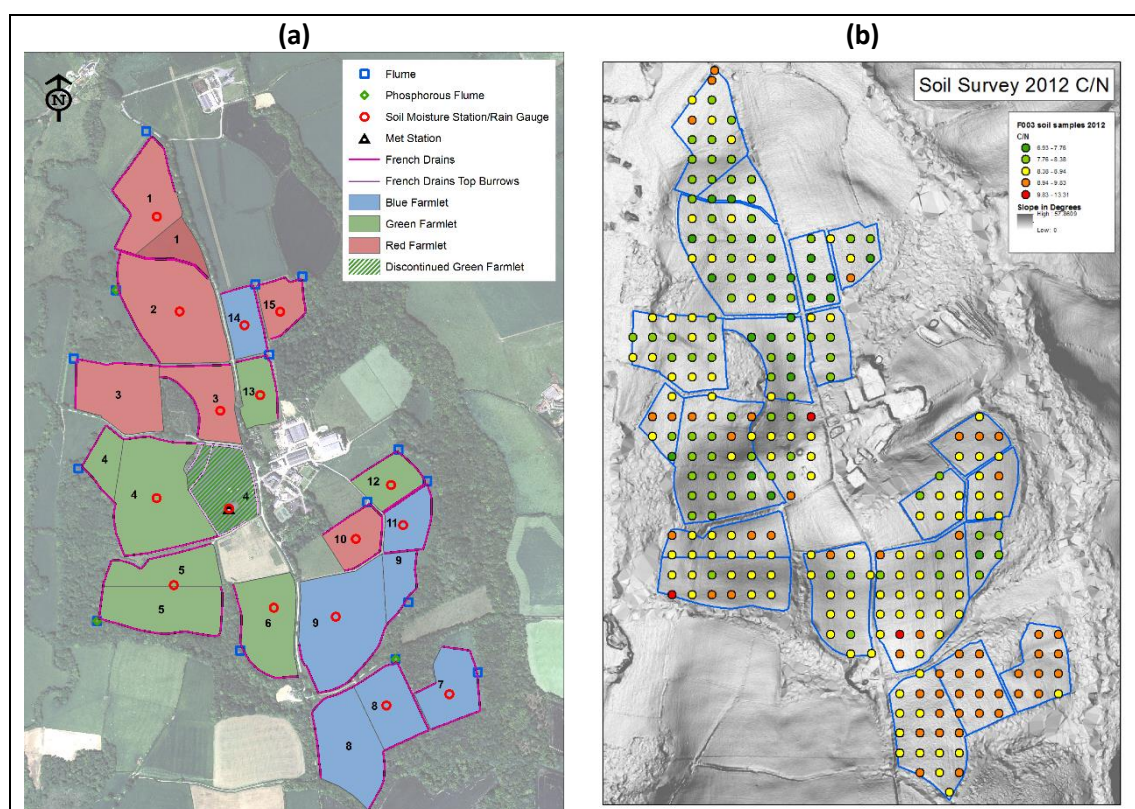 (a)
N
Flume
Phosphorous Flume
Soil Moisture Station/Rain Gauge
Met Station
French Drains
French Drains Top Burrows
Blue Farmlet
Green Farmlet
Red Farmlet
Discontinued Green Farmlet
1
1
2
14
15
3
3
13
4
4
4
12
11
10
5
9
5
6
9
7
8
8
(b)
Soil Survey 2012 C/N
F003 soil samples 2012
C/N
6.93 - 7.76
7.76 - 8.38
8.38 - 8.94
8.94 - 9.83
9.83 - 13.31
Slope in Degrees
High : 57.8609
Low : 0